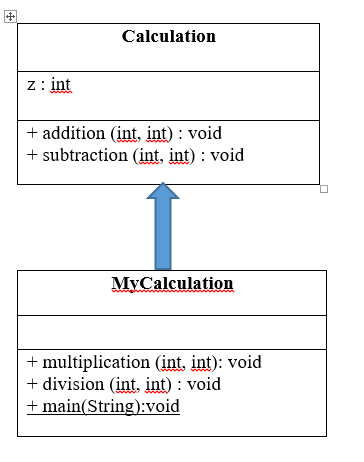 Calculation
z : int
+ addition (int, int) : void
+ subtraction (int, int) : void
MyCalculation
+ multiplication (int, int): void
+ division (int, int) : void
+ main(String):void